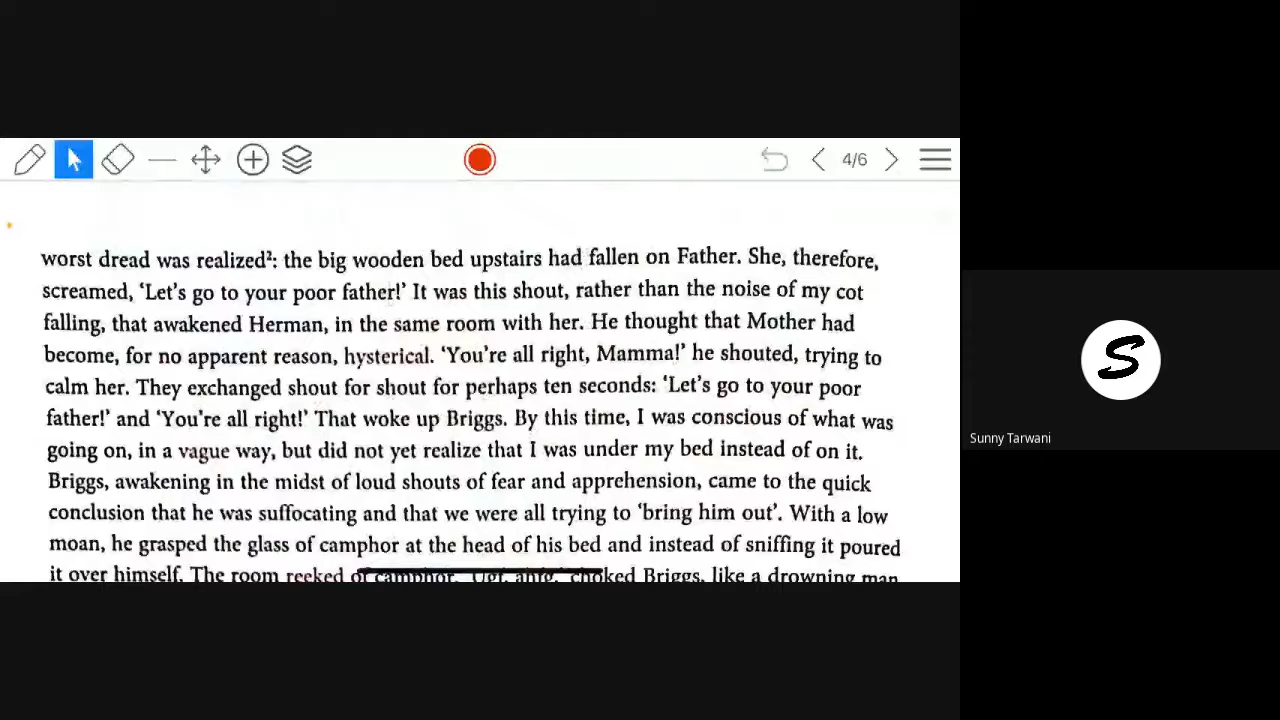 4/6
worst dread was realized²: the big wooden bed upstairs had fallen on Father. She, therefore,
screamed, ‘Let’s go to your poor father!’ It was this shout, rather than the noise of my cot
falling, that awakened Herman, in the same room with her. He thought that Mother had
become, for no apparent reason, hysterical. ‘You’re all right, Mamma!’ he shouted, trying to
calm her. They exchanged shout for shout for perhaps ten seconds: ‘Let’s go to your poor
father!’ and ‘You’re all right!’ That woke up Briggs. By this time, I was conscious of what was
going on, in a vague way, but did not yet realize that I was under my bed instead of on it.
Briggs, awakening in the midst of loud shouts of fear and apprehension, came to the quick
conclusion that he was suffocating and that we were all trying to ‘bring him out’. With a low
moan, he grasped the glass of camphor at the head of his bed and instead of sniffing it poured
it over himself. The room reeked of camphor. ‘Ugf, ahfg,’ choked Briggs, like a drowning man
S
Sunny Tarwani